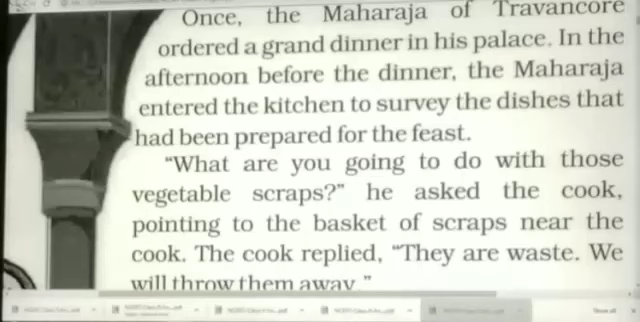 Once, the Maharaja of Travancore
ordered a grand dinner in his palace. In the
afternoon before the dinner, the Maharaja
entered the kitchen to survey the dishes that
had been prepared for the feast.
“What are you going to do with those
vegetable scraps?” he asked the cook,
pointing to the basket of scraps near the
cook. The cook replied, “They are waste. We
will throw them away.”
Show all